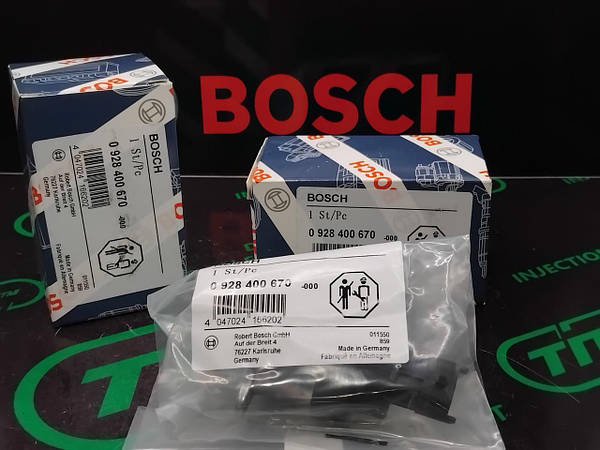 BOSCH
BOSCH
1 St/Pc
0 928 400 670 -000
4 047024 166202
Robert Bosch GmbH
Auf der Breit 4
76227 Karlsruhe
Germany
011550
859
Made in Germany
Fabriqué en Allemagne
BOSCH
1 St/Pc
0 928 400 670 -000
BOSCH
1 St/Pc
0 928 400 670 -000
4 047024 166202
Robert Bosch GmbH
Auf der Breit 4
76227 Karlsruhe
Germany
011550
859
Made in Germany
Fabriqué en Allemagne
INJECTION